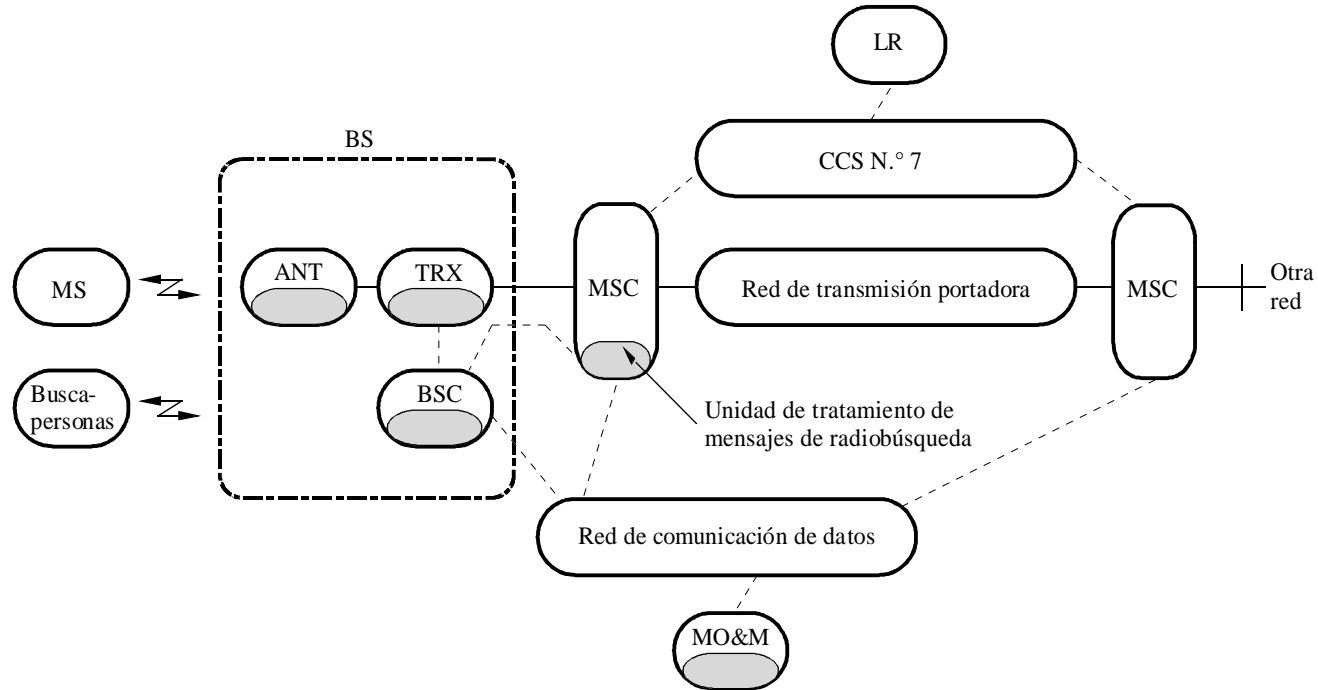 LR
BS
CCS N.° 7
ANT
TRX
MS
MSC
Red de transmisión portadora
MSC
Otra
red
Busca-
personas
BSC
Unidad de tratamiento de
mensajes de radiobúsqueda
Red de comunicación de datos
MO&M